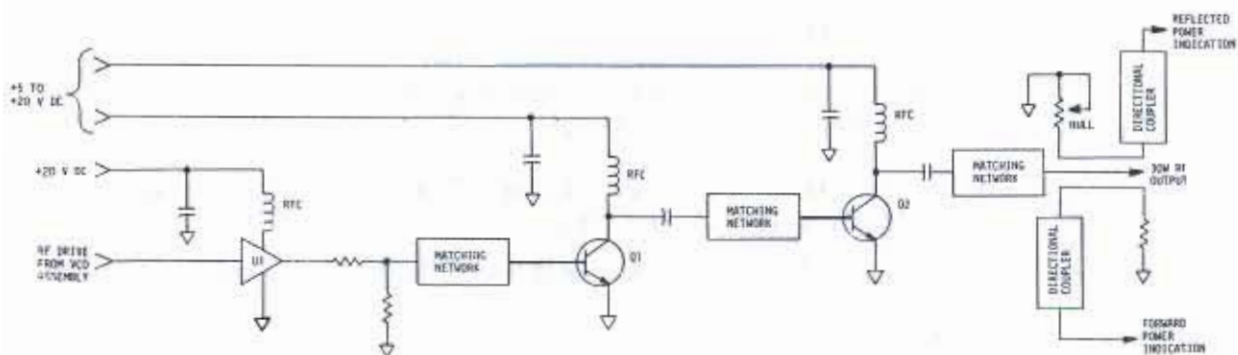 REFLECTED
POWER
INDICATION
+5 TO
+20 V DC
DIRECTIONAL
COUPLER
RFC
NULL
+20 V DC
RFC
RFC
MATCHING
NETWORK
30W RF
OUTPUT
MATCHING
NETWORK
Q2
RF DRIVE
FROM VCO
ASSEMBLY
U1
MATCHING
NETWORK
Q1
DIRECTIONAL
COUPLER
FORWARD
POWER
INDICATION